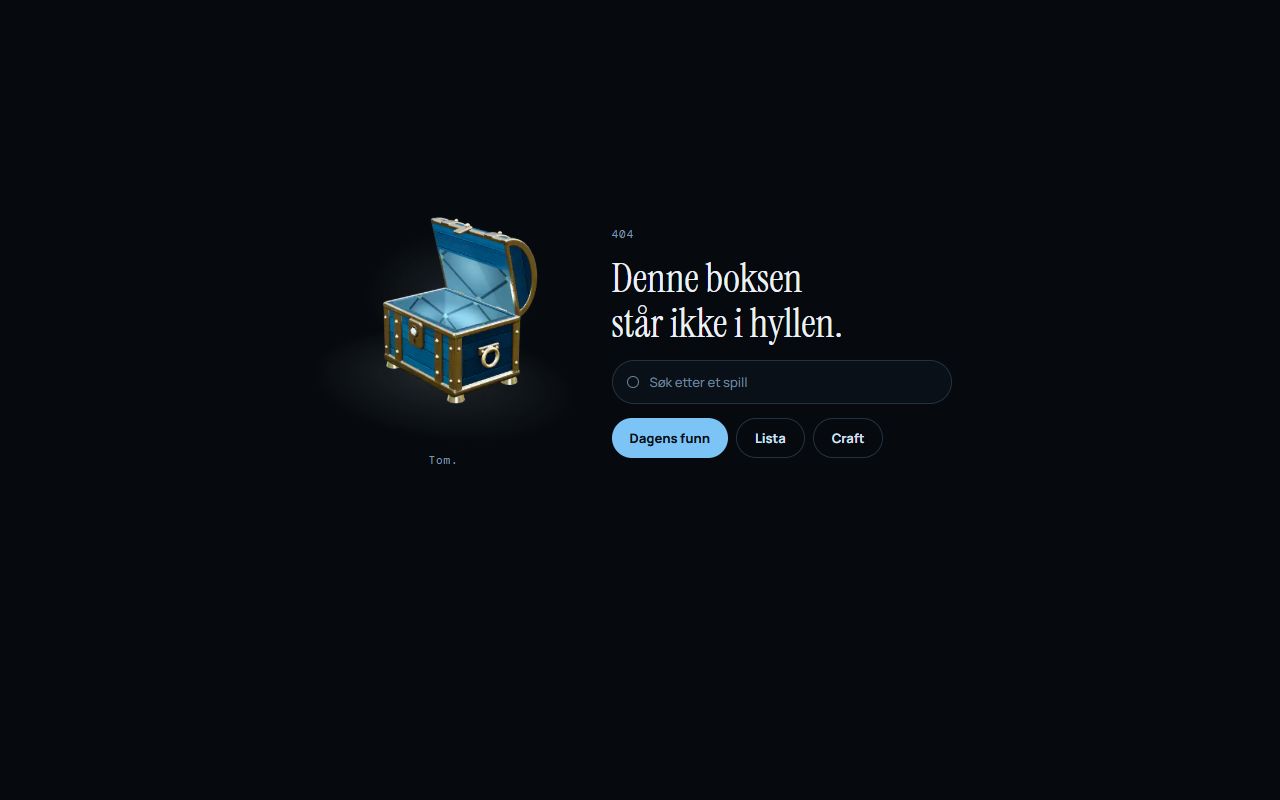 404
Denne boksen
står ikke i hyllen.
Søk etter et spill
Dagens funn
Lista
Craft
Tom.